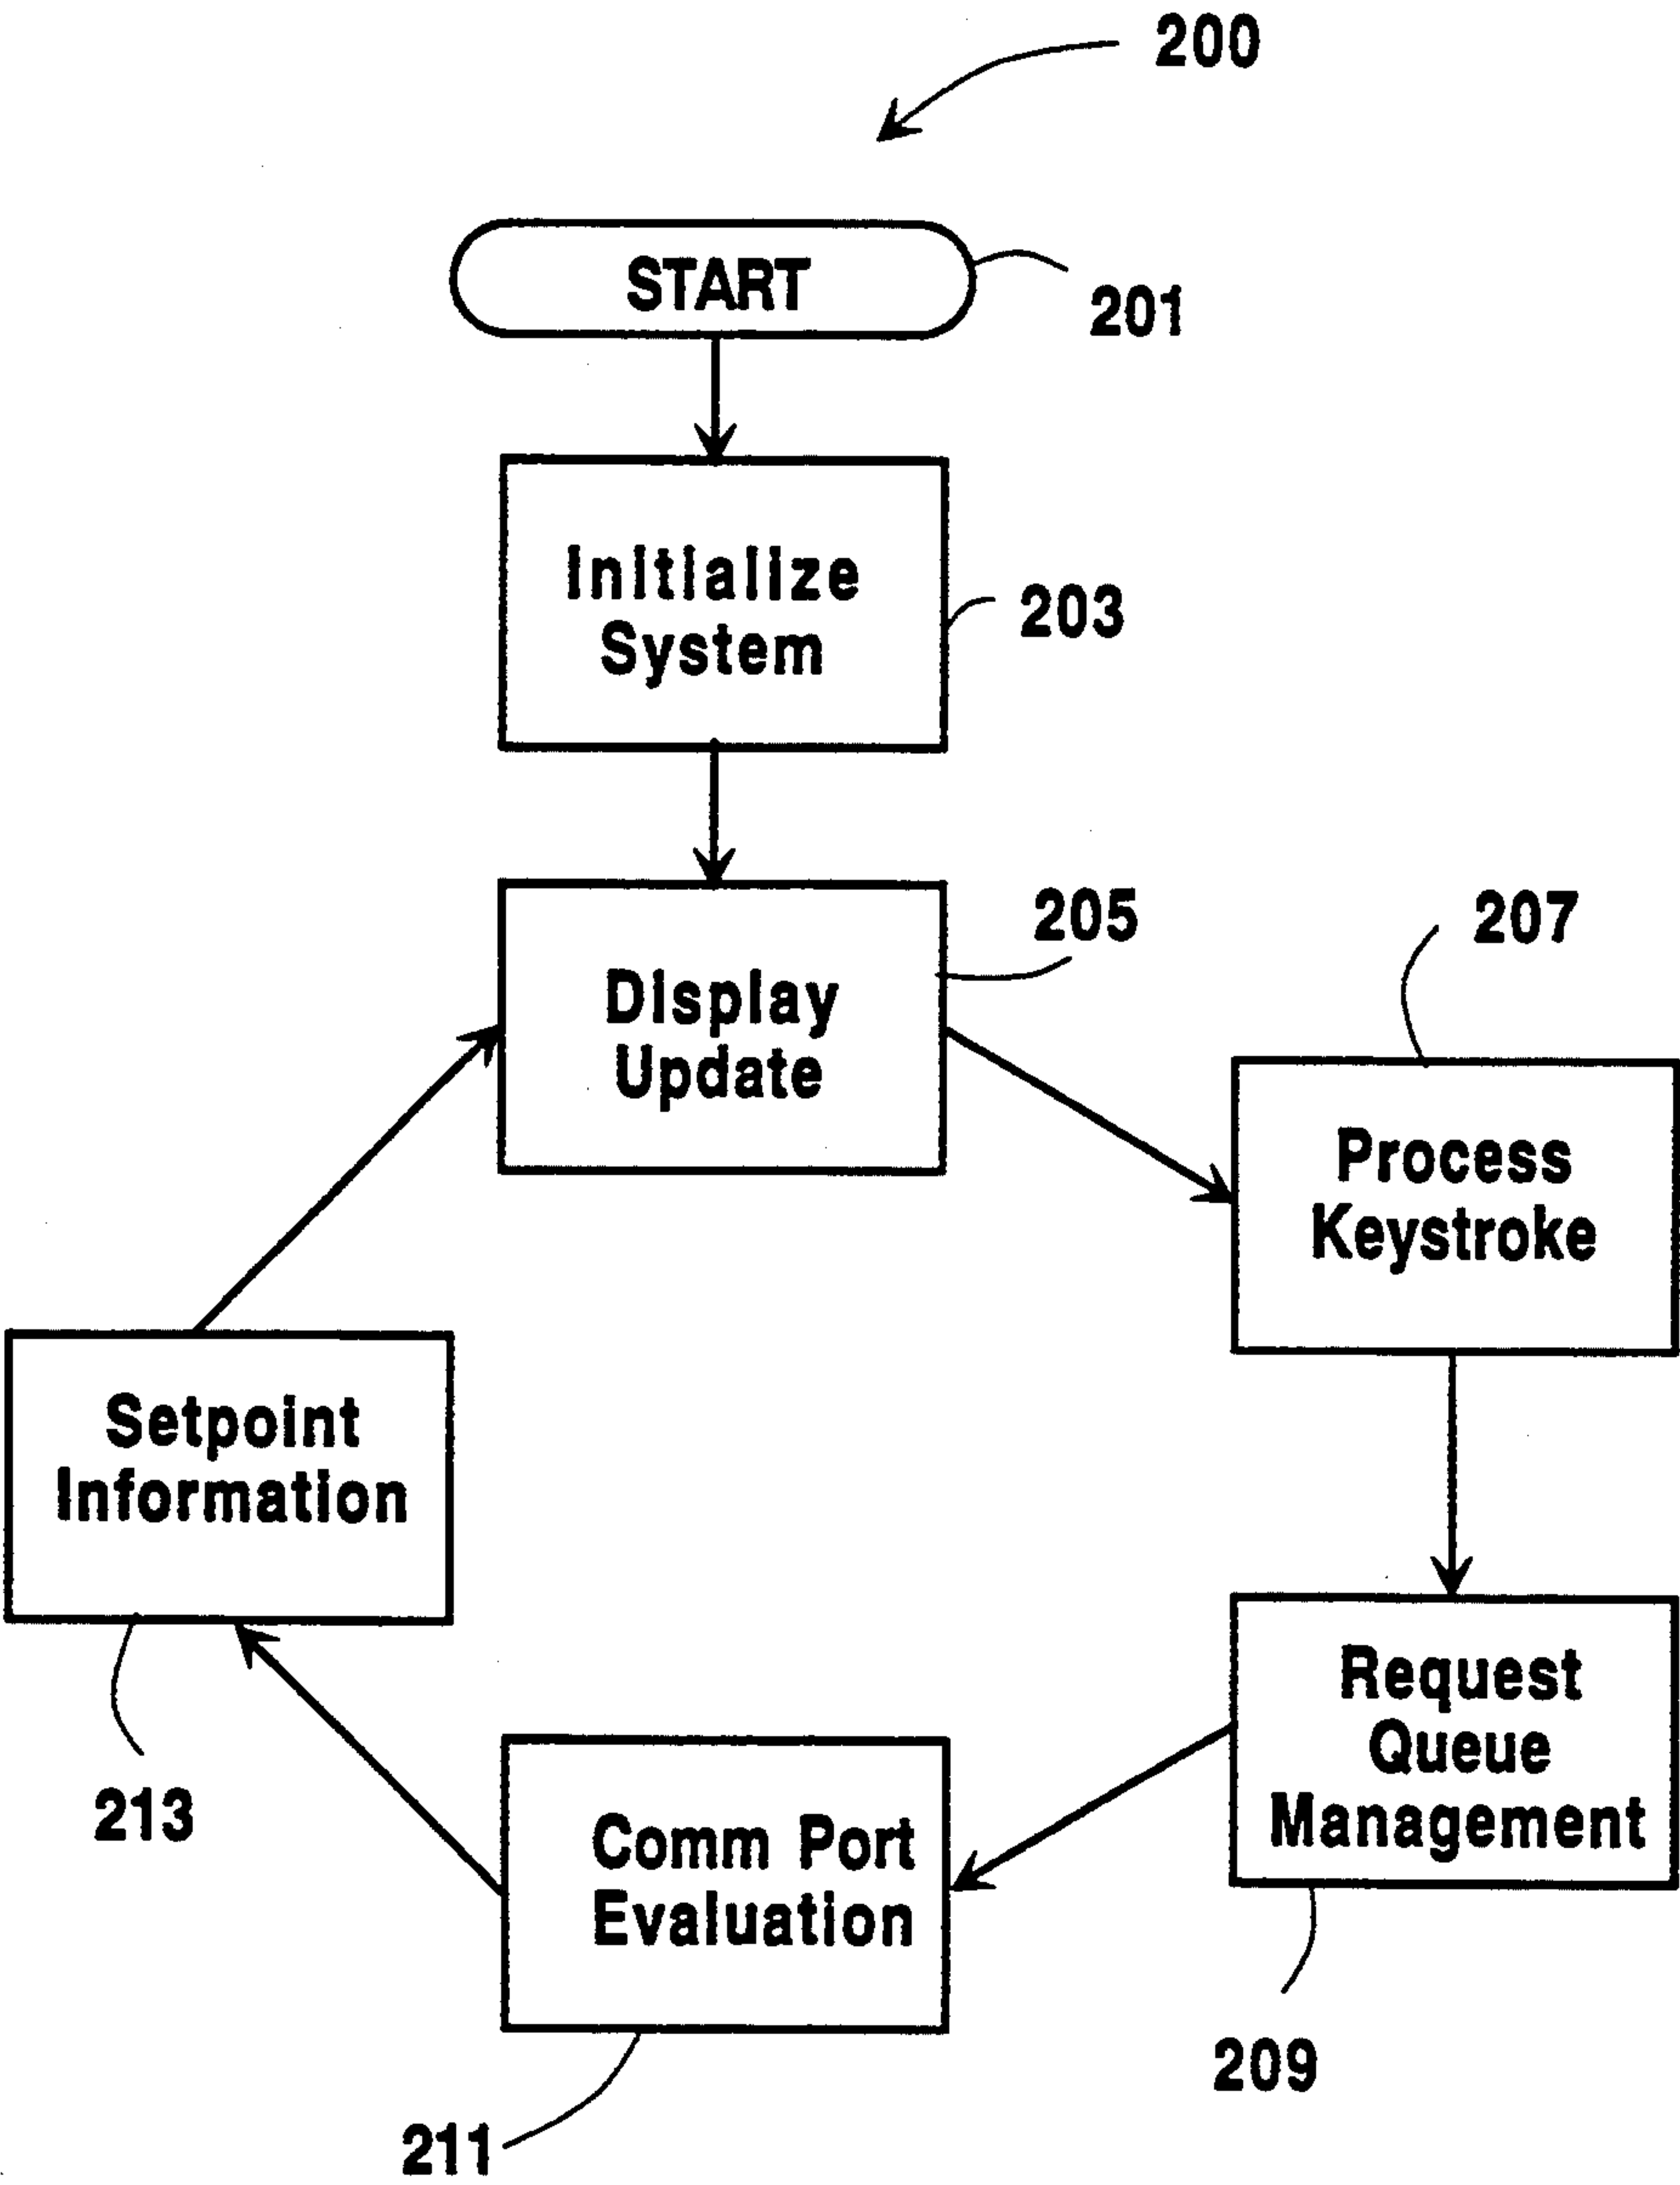 200
START
201
Initialize
System
203
205
207
Display
Update
Process
Keystroke
Setpoint
Information
Request
Queue
Management
213
Comm Port
Evaluation
209
211